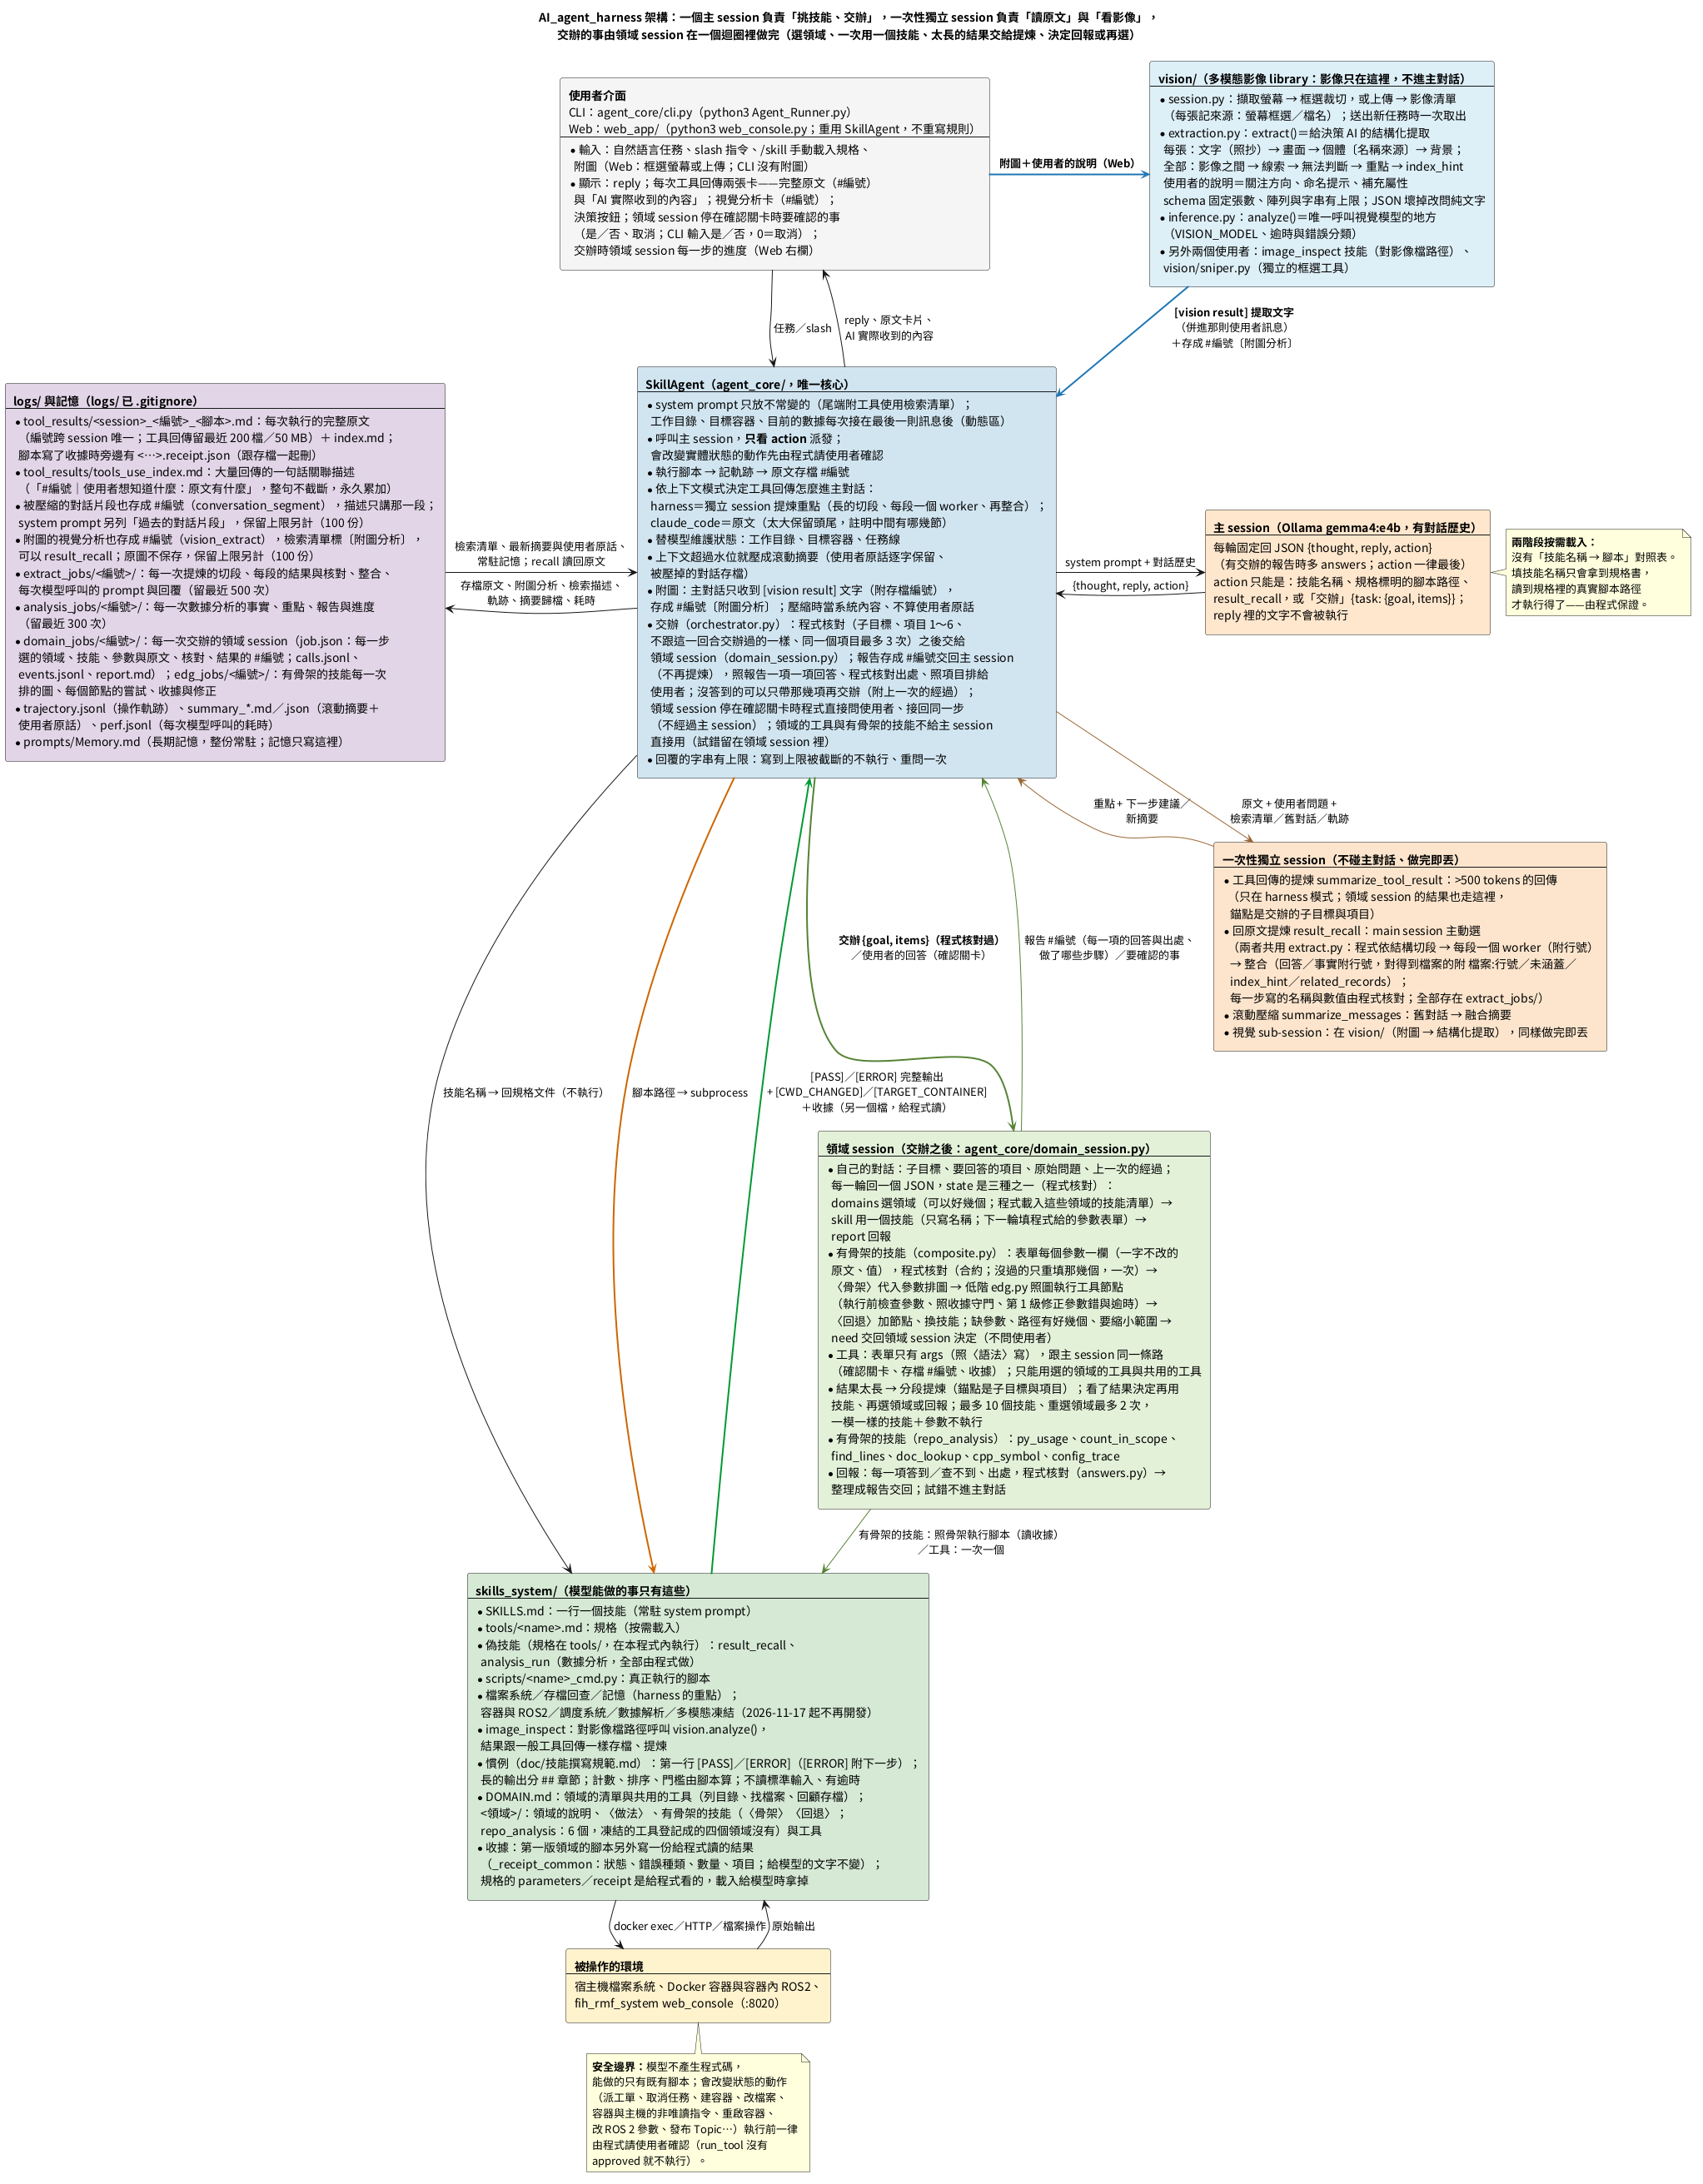 AI_agent_harness 架構：一個主 session 負責「挑技能、交辦」，一次性獨立 session 負責「讀原文」與「看影像」，
交辦的事由領域 session 在一個迴圈裡做完（選領域、一次用一個技能、太長的結果交給提煉、決定回報或再選）
使用者介面
CLI：agent_core/cli.py（python3 Agent_Runner.py）
Web：web_app/（python3 web_console.py；重用 SkillAgent，不重寫規則）
• 輸入：自然語言任務、slash 指令、/skill 手動載入規格、
附圖（Web：框選螢幕或上傳；CLI 沒有附圖）
• 顯示：reply；每次工具回傳兩張卡——完整原文（#編號）
與「AI 實際收到的內容」；視覺分析卡（#編號）；
決策按鈕；領域 session 停在確認關卡時要確認的事
（是／否、取消；CLI 輸入是／否，0＝取消）；
交辦時領域 session 每一步的進度（Web 右欄）
附圖＋使用者的說明（Web）
vision/（多模態影像 library：影像只在這裡，不進主對話）
• session.py：擷取螢幕 → 框選裁切，或上傳 → 影像清單
（每張記來源：螢幕框選／檔名）；送出新任務時一次取出
• extraction.py：extract()＝給決策 AI 的結構化提取
每張：文字（照抄）→ 畫面 → 個體〔名稱來源〕→ 背景；
全部：影像之間 → 線索 → 無法判斷 → 重點 → index_hint
使用者的說明＝關注方向、命名提示、補充屬性
schema 固定張數、陣列與字串有上限；JSON 壞掉改問純文字
• inference.py：analyze()＝唯一呼叫視覺模型的地方
（VISION_MODEL、逾時與錯誤分類）
• 另外兩個使用者：image_inspect 技能（對影像檔路徑）、
vision/sniper.py（獨立的框選工具）
任務／slash
reply、原文卡片、
AI 實際收到的內容
[vision result] 提取文字
（併進那則使用者訊息）
＋存成 #編號〔附圖分析〕
logs/ 與記憶（logs/ 已 .gitignore）
• tool_results/<session>_<編號>_<腳本>.md：每次執行的完整原文
（編號跨 session 唯一；工具回傳留最近 200 檔／50 MB）＋ index.md；
腳本寫了收據時旁邊有 <…>.receipt.json（跟存檔一起刪）
• tool_results/tools_use_index.md：大量回傳的一句話關聯描述
（「#編號｜使用者想知道什麼：原文有什麼」，整句不截斷，永久累加）
• 被壓縮的對話片段也存成 #編號（conversation_segment），描述只講那一段；
system prompt 另列「過去的對話片段」，保留上限另計（100 份）
• 附圖的視覺分析也存成 #編號（vision_extract），檢索清單標〔附圖分析〕，
可以 result_recall；原圖不保存，保留上限另計（100 份）
• extract_jobs/<編號>/：每一次提煉的切段、每段的結果與核對、整合、
每次模型呼叫的 prompt 與回覆（留最近 500 次）
• analysis_jobs/<編號>/：每一次數據分析的事實、重點、報告與進度
（留最近 300 次）
• domain_jobs/<編號>/：每一次交辦的領域 session（job.json：每一步
選的領域、技能、參數與原文、核對、結果的 #編號；calls.jsonl、
events.jsonl、report.md）；edg_jobs/<編號>/：有骨架的技能每一次
排的圖、每個節點的嘗試、收據與修正
• trajectory.jsonl（操作軌跡）、summary_*.md／.json（滾動摘要＋
使用者原話）、perf.jsonl（每次模型呼叫的耗時）
• prompts/Memory.md（長期記憶，整份常駐；記憶只寫這裡）
檢索清單、最新摘要與使用者原話、
常駐記憶；recall 讀回原文
存檔原文、附圖分析、檢索描述、
軌跡、摘要歸檔、耗時
SkillAgent（agent_core/，唯一核心）
• system prompt 只放不常變的（尾端附工具使用檢索清單）；
工作目錄、目標容器、目前的數據每次接在最後一則訊息後（動態區）
• 呼叫主 session，只看 action 派發；
會改變實體狀態的動作先由程式請使用者確認
• 執行腳本 → 記軌跡 → 原文存檔 #編號
• 依上下文模式決定工具回傳怎麼進主對話：
harness＝獨立 session 提煉重點（長的切段、每段一個 worker、再整合）；
claude_code＝原文（太大保留頭尾，註明中間有哪幾節）
• 替模型維護狀態：工作目錄、目標容器、任務線
• 上下文超過水位就壓成滾動摘要（使用者原話逐字保留、
被壓掉的對話存檔）
• 附圖：主對話只收到 [vision result] 文字（附存檔編號），
存成 #編號〔附圖分析〕；壓縮時當系統內容、不算使用者原話
• 交辦（orchestrator.py）：程式核對（子目標、項目 1～6、
不跟這一回合交辦過的一樣、同一個項目最多 3 次）之後交給
領域 session（domain_session.py）；報告存成 #編號交回主 session
（不再提煉），照報告一項一項回答、程式核對出處、照項目排給
使用者；沒答到的可以只帶那幾項再交辦（附上一次的經過）；
領域 session 停在確認關卡時程式直接問使用者、接回同一步
（不經過主 session）；領域的工具與有骨架的技能不給主 session
直接用（試錯留在領域 session 裡）
• 回覆的字串有上限：寫到上限被截斷的不執行、重問一次
system prompt + 對話歷史
{thought, reply, action}
主 session（Ollama gemma4:e4b，有對話歷史）
每輪固定回 JSON {thought, reply, action}
（有交辦的報告時多 answers；action 一律最後）
action 只能是：技能名稱、規格標明的腳本路徑、
result_recall，或「交辦」{task: {goal, items}}；
reply 裡的文字不會被執行
兩階段按需載入：
沒有「技能名稱 → 腳本」對照表。
填技能名稱只會拿到規格書，
讀到規格裡的真實腳本路徑
才執行得了——由程式保證。
重點 + 下一步建議／
新摘要
原文 + 使用者問題 +
檢索清單／舊對話／軌跡
一次性獨立 session（不碰主對話、做完即丟）
• 工具回傳的提煉 summarize_tool_result：>500 tokens 的回傳
（只在 harness 模式；領域 session 的結果也走這裡，
錨點是交辦的子目標與項目）
• 回原文提煉 result_recall：main session 主動選
（兩者共用 extract.py：程式依結構切段 → 每段一個 worker（附行號）
→ 整合（回答／事實附行號，對得到檔案的附 檔案:行號／未涵蓋／
index_hint／related_records）；
每一步寫的名稱與數值由程式核對；全部存在 extract_jobs/）
• 滾動壓縮 summarize_messages：舊對話 → 融合摘要
• 視覺 sub-session：在 vision/（附圖 → 結構化提取），同樣做完即丟
交辦 {goal, items}（程式核對過）
／使用者的回答（確認關卡）
報告 #編號（每一項的回答與出處、
做了哪些步驟）／要確認的事
技能名稱 → 回規格文件（不執行）
腳本路徑 → subprocess
[PASS]／[ERROR] 完整輸出
+ [CWD_CHANGED]／[TARGET_CONTAINER]
＋收據（另一個檔，給程式讀）
領域 session（交辦之後：agent_core/domain_session.py）
• 自己的對話：子目標、要回答的項目、原始問題、上一次的經過；
每一輪回一個 JSON，state 是三種之一（程式核對）：
domains 選領域（可以好幾個；程式載入這些領域的技能清單）→
skill 用一個技能（只寫名稱；下一輪填程式給的參數表單）→
report 回報
• 有骨架的技能（composite.py）：表單每個參數一欄（一字不改的
原文、值），程式核對（合約；沒過的只重填那幾個，一次）→
〈骨架〉代入參數排圖 → 低階 edg.py 照圖執行工具節點
（執行前檢查參數、照收據守門、第 1 級修正參數錯與逾時）→
〈回退〉加節點、換技能；缺參數、路徑有好幾個、要縮小範圍 →
need 交回領域 session 決定（不問使用者）
• 工具：表單只有 args（照〈語法〉寫），跟主 session 同一條路
（確認關卡、存檔 #編號、收據）；只能用選的領域的工具與共用的工具
• 結果太長 → 分段提煉（錨點是子目標與項目）；看了結果決定再用
技能、再選領域或回報；最多 10 個技能、重選領域最多 2 次，
一模一樣的技能＋參數不執行
• 有骨架的技能（repo_analysis）：py_usage、count_in_scope、
find_lines、doc_lookup、cpp_symbol、config_trace
• 回報：每一項答到／查不到、出處，程式核對（answers.py）→
整理成報告交回；試錯不進主對話
有骨架的技能：照骨架執行腳本（讀收據）
／工具：一次一個
skills_system/（模型能做的事只有這些）
• SKILLS.md：一行一個技能（常駐 system prompt）
• tools/<name>.md：規格（按需載入）
• 偽技能（規格在 tools/，在本程式內執行）：result_recall、
analysis_run（數據分析，全部由程式做）
• scripts/<name>_cmd.py：真正執行的腳本
• 檔案系統／存檔回查／記憶（harness 的重點）；
容器與 ROS2／調度系統／數據解析／多模態凍結（2026-11-17 起不再開發）
• image_inspect：對影像檔路徑呼叫 vision.analyze()，
結果跟一般工具回傳一樣存檔、提煉
• 慣例（doc/技能撰寫規範.md）：第一行 [PASS]／[ERROR]（[ERROR] 附下一步）；
長的輸出分 ## 章節；計數、排序、門檻由腳本算；不讀標準輸入、有逾時
• DOMAIN.md：領域的清單與共用的工具（列目錄、找檔案、回顧存檔）；
<領域>/：領域的說明、〈做法〉、有骨架的技能（〈骨架〉〈回退〉；
repo_analysis：6 個，凍結的工具登記成的四個領域沒有）與工具
• 收據：第一版領域的腳本另外寫一份給程式讀的結果
（_receipt_common：狀態、錯誤種類、數量、項目；給模型的文字不變）；
規格的 parameters／receipt 是給程式看的，載入給模型時拿掉
docker exec／HTTP／檔案操作
原始輸出
被操作的環境
宿主機檔案系統、Docker 容器與容器內 ROS2、
fih_rmf_system web_console（:8020）
安全邊界：模型不產生程式碼，
能做的只有既有腳本；會改變狀態的動作
（派工單、取消任務、建容器、改檔案、
容器與主機的非唯讀指令、重啟容器、
改 ROS 2 參數、發布 Topic…）執行前一律
由程式請使用者確認（run_tool 沒有
approved 就不執行）。